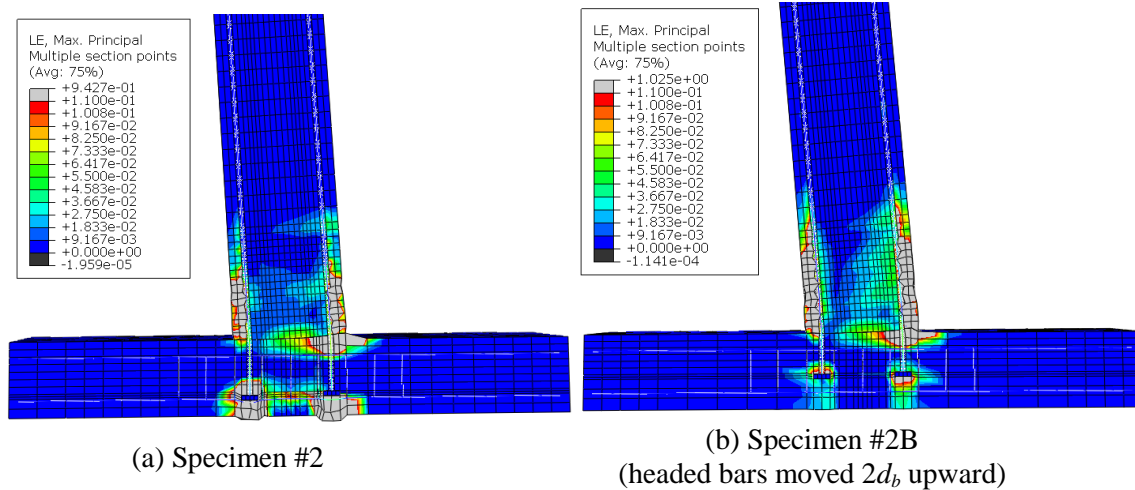 LE, Max. Principal
Multiple section points
(Avg: 75%)
+9.427e-01
+1.100e-01
+1.008e-01
+9.167e-02
+8.250e-02
+7.333e-02
+6.417e-02
+5.500e-02
+4.583e-02
+3.667e-02
+2.750e-02
+1.833e-02
+9.167e-03
+0.000e+00
-1.959e-05
LE, Max. Principal
Multiple section points
(Avg: 75%)
+1.025e+00
+1.100e-01
+1.008e-01
+9.167e-02
+8.250e-02
+7.333e-02
+6.417e-02
+5.500e-02
+4.583e-02
+3.667e-02
+2.750e-02
+1.833e-02
+9.167e-03
+0.000e+00
-1.141e-04
(a) Specimen #2
(b) Specimen #2B
(headed bars moved 2d_b upward)